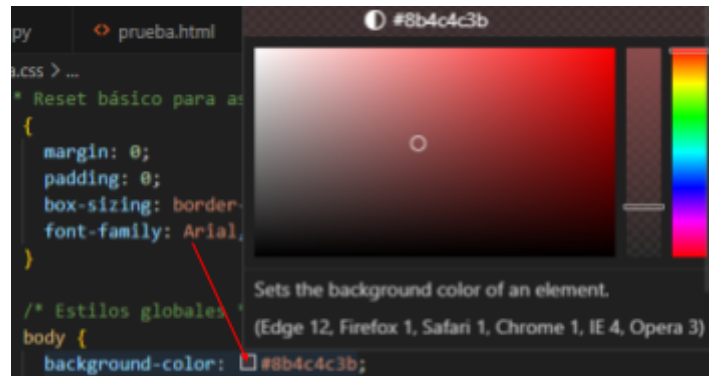 py
prueba.html
#8b4c4c3b
a.css > ...
* Reset básico para as
{
margin: 0;
padding: 0;
box-sizing: border-
font-family: Arial,
}
/* Estilos globales *
body {
background-color: #8b4c4c3b;
Sets the background color of an element.
(Edge 12, Firefox 1, Safari 1, Chrome 1, IE 4, Opera 3)